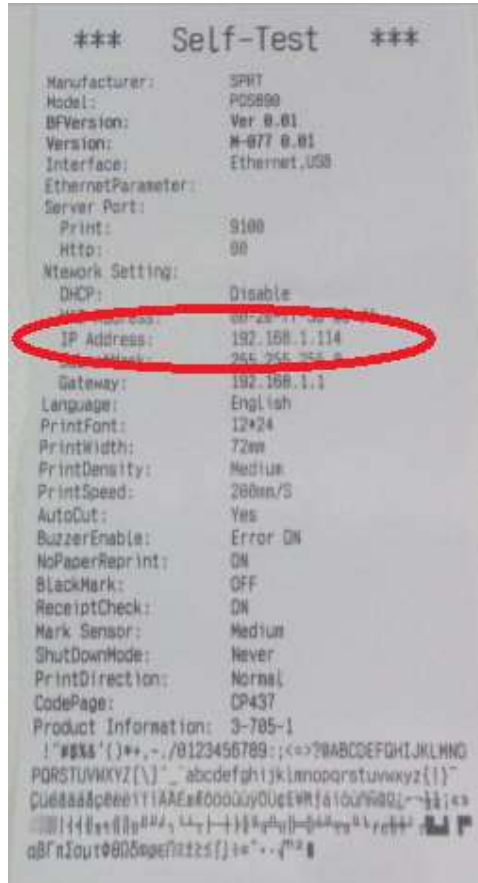 *** Self-Test ***
Manufacturer: SPRT
Model: POS890
BFVersion: Ver 0.01
Version: M-077 0.01
Interface: Ethernet,USB
EthernetParameter:
Server Port:
Print: 9100
Http: 80
Ntework Setting:
DHCP: Disable
IP Address: 192.168.1.114
255.255.255.0
Gateway: 192.168.1.1
Language: English
PrintFont: 12*24
PrintWidth: 72mm
PrintDensity: Medium
PrintSpeed: 200mm/S
AutoCut: Yes
BuzzerEnable: Error ON
NoPaperReprint: ON
BLackMark: OFF
ReceiptCheck: ON
Mark Sensor: Medium
ShutDownMode: Never
PrintDirection: Normal
CodePage: CP437
Product Information: 3-705-1
!"#$%&'()*+,-./0123456789:;<=>?@ABCDEFGHIJKLMNO
PQRSTUVWXYZ[\]^_`abcdefghijklmnopqrstuvwxyz{|}~